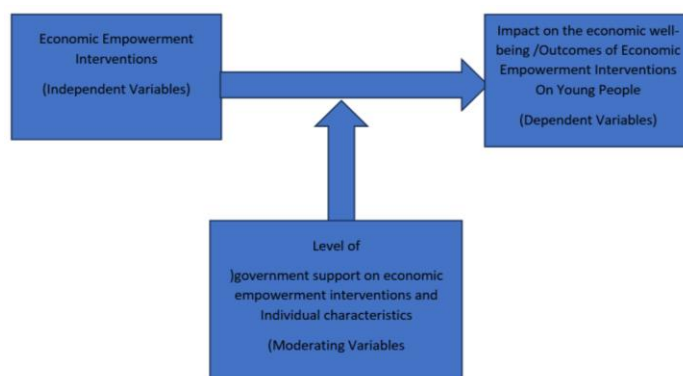 Economic Empowerment
Interventions
(Independent Variables)
Impact on the economic well-
being /Outcomes of Economic
Empowerment Interventions
On Young People
(Dependent Variables)
Level of
)government support on economic
empowerment interventions and
Individual characteristics
(Moderating Variables